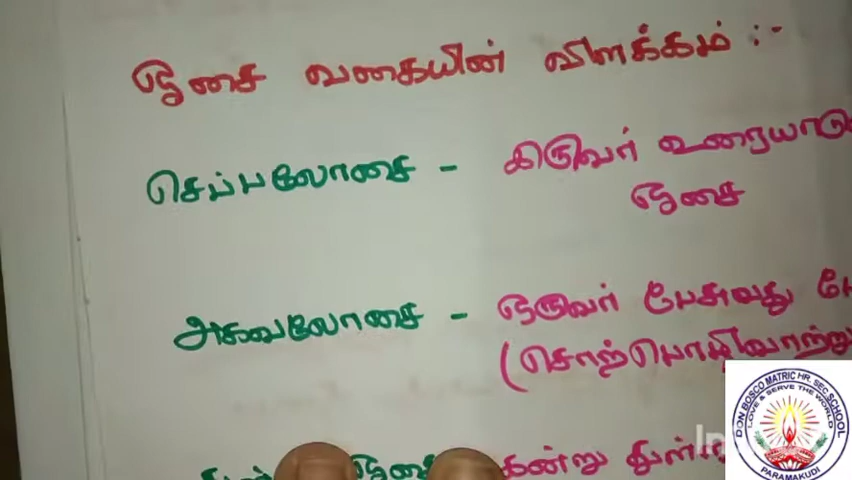 ஓசை வகையின் விளக்கம் :-
செப்பலோசை - இருவர் உரையாடு
ஓசை
அகவலோசை - ஒருவர் பேசுவது
(சொற்பொழிவாற்று
கன்று துள்
DON BOSCO MATRIC HR. SEC SCHOOL
LOVE & SERVE THE WORLD
PARAMAKUDI